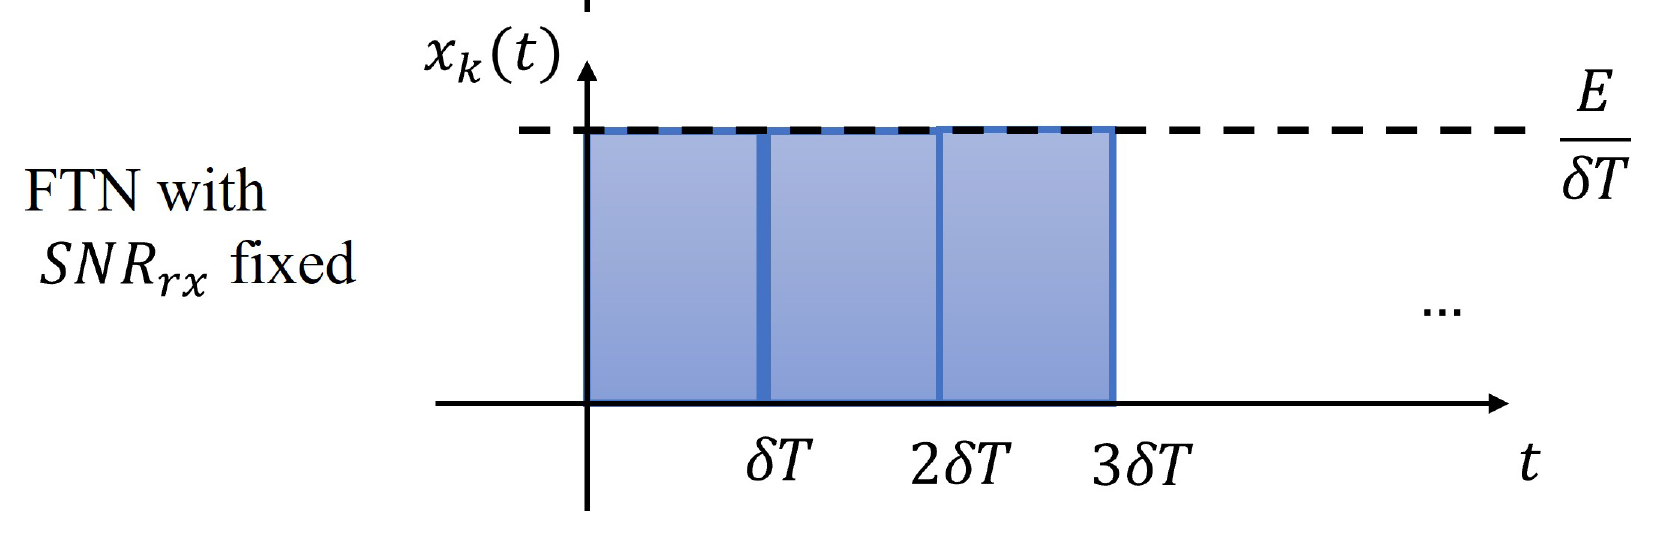 x_k(t)
E
δT
FTN with
SNR_rx fixed
...
δT 2δT 3δT t